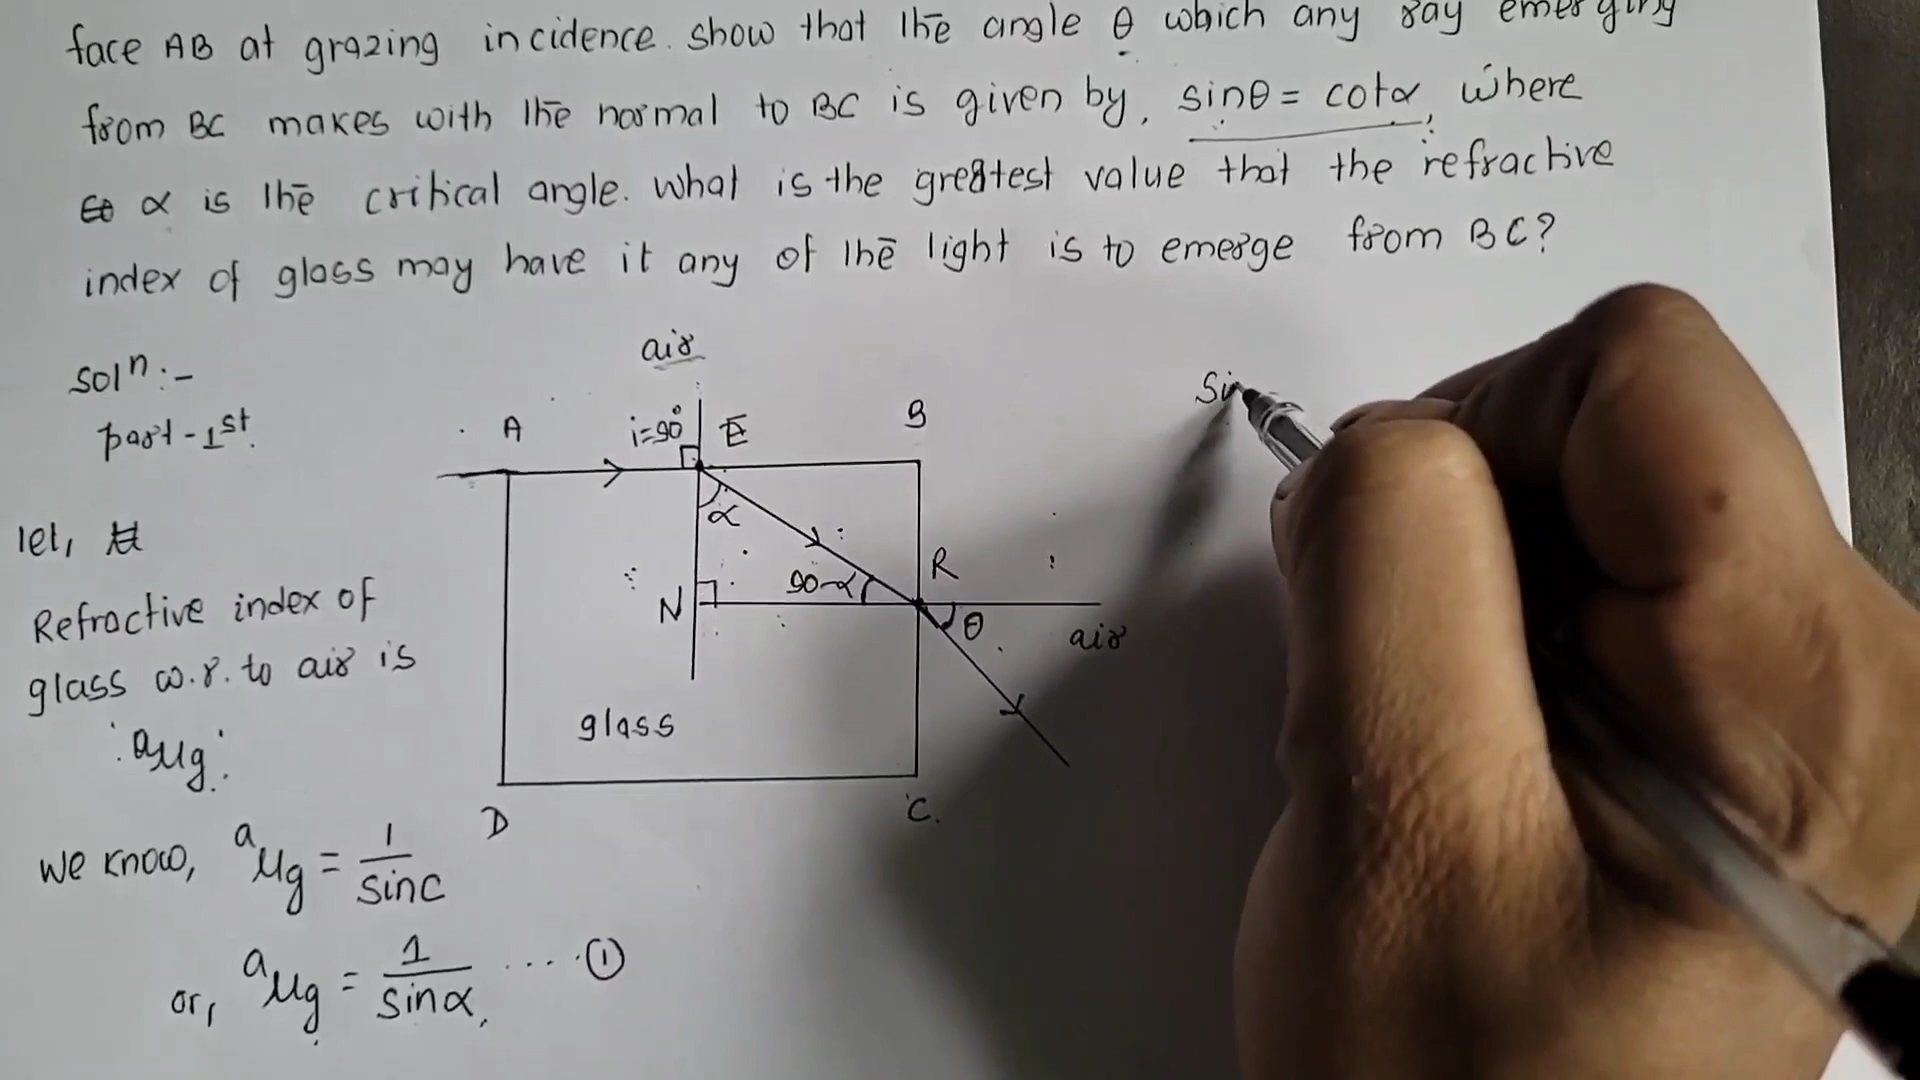 face AB at grazing incidence. show that the angle θ which any ray emerging
from BC makes with the normal to BC is given by, sinθ = cotα, where
α is the critical angle. what is the greatest value that the refractive
index of glass may have it any of the light is to emerge from BC?
Solⁿ:-
part-1st.
air
A
i=90°
E
B
Si
α
let,
R
90-α
N
θ
air
Refractive index of
glass w.r. to air is
glass
ᵃμg
D
C.
we know, ᵃμg = 1/sinc
or, ᵃμg = 1/sinα, .... ①